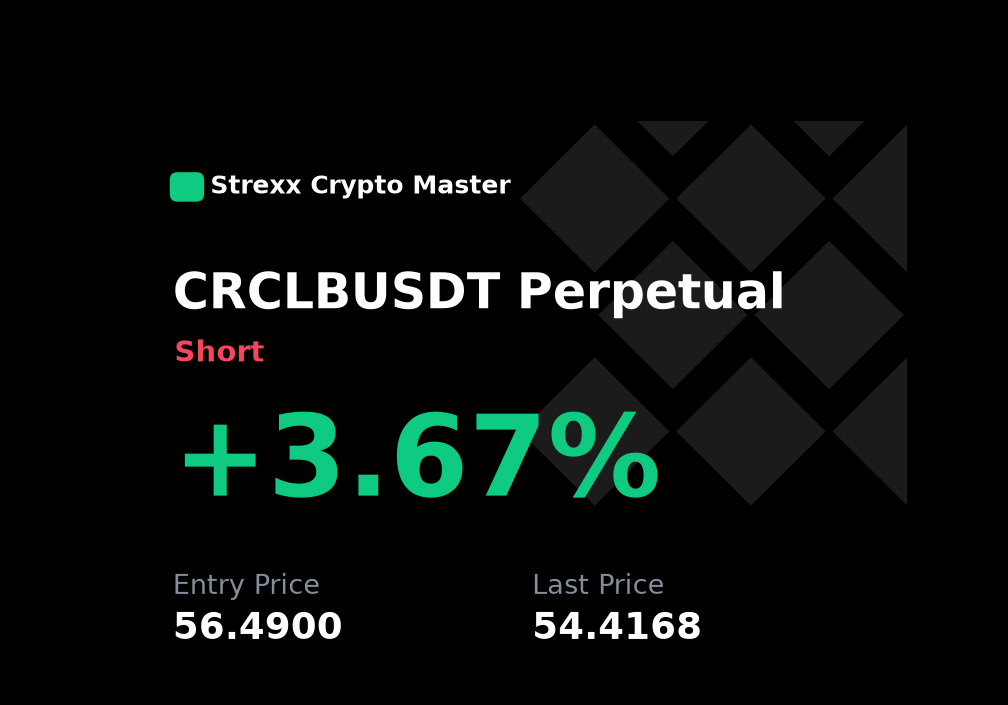 Strexx Crypto Master
CRCLBUSDT Perpetual
Short
+3.67%
Entry Price
Last Price
56.4900
54.4168